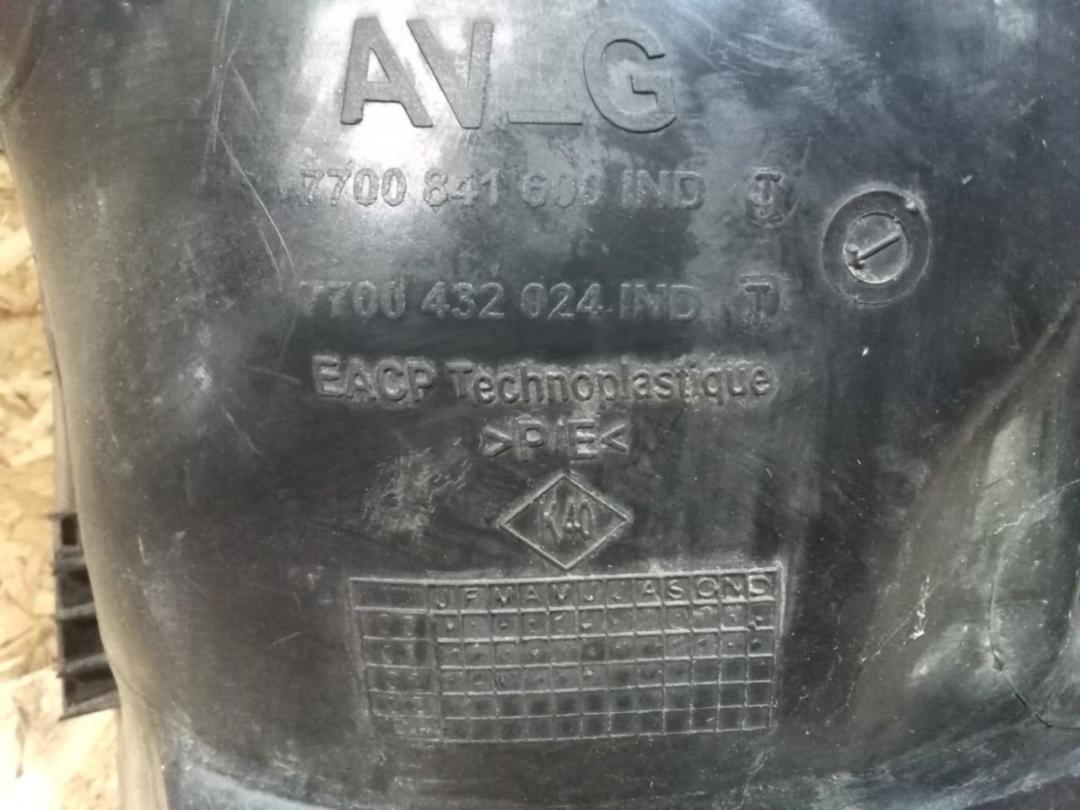 AV_G
7700 841 600 IND T
7700 432 024 IND T
EACP Technoplastique
>P/E<
K40
J F M A M J J A S O N D